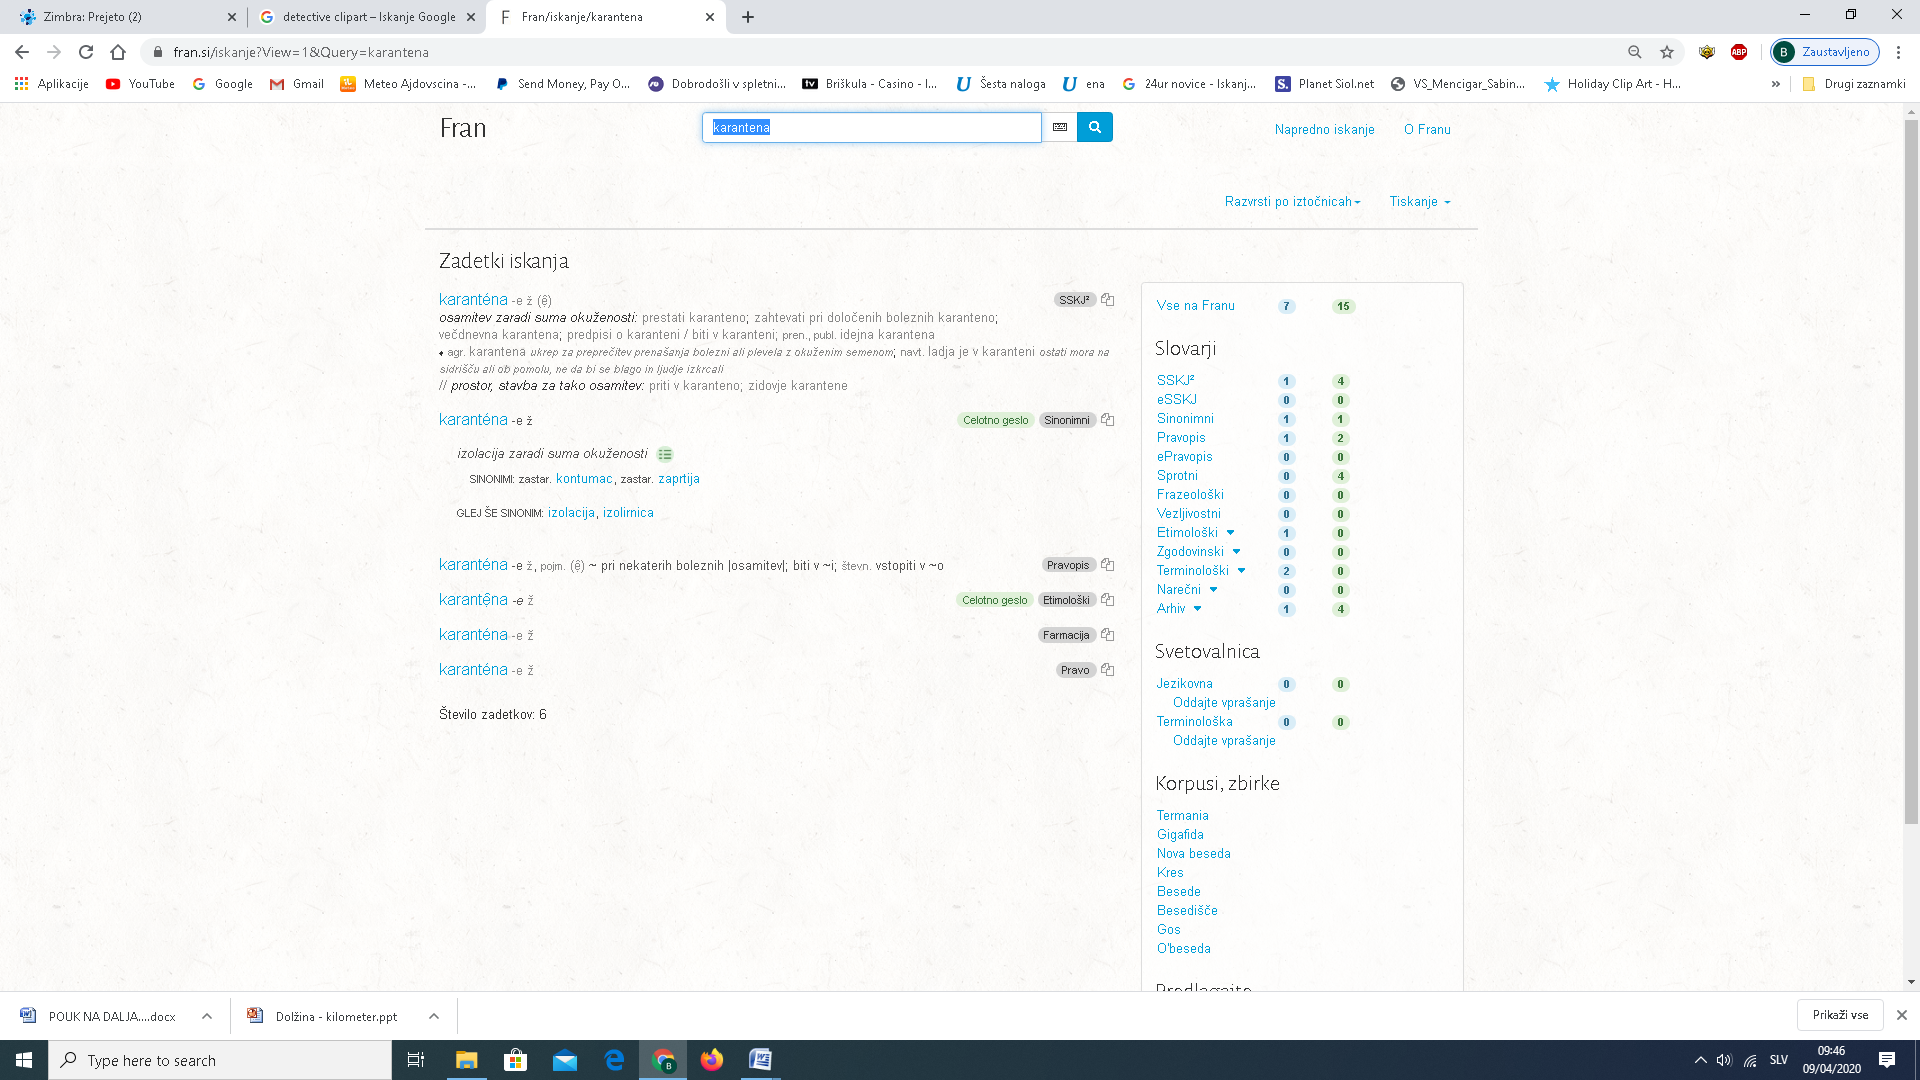 Zimbra: Prejeto (2)
detective clipart – Iskanje Google
Fran/iskanje/karantena
fran.si/iskanje?View=1&Query=karantena
ABP
B Zaustavljeno
Aplikacije
YouTube
Google
Gmail
Meteo Ajdovscina -...
Send Money, Pay O...
Dobrodošli v spletni...
Briškula - Casino - I...
Šesta naloga
ena
24ur novice - Iskanj...
Planet Siol.net
VS_Mencigar_Sabin...
Holiday Clip Art - H...
»
Drugi zaznamki
Fran
karantena
Napredno iskanje
O Franu
Razvrsti po iztočnicah
Tiskanje
Zadetki iskanja
karanténa -e ž (ẹ̑) SSKJ²
osamitev zaradi suma okuženosti: prestati karanteno; zahtevati pri določenih boleznih karanteno;
večdnevna karantena; predpisi o karanteni / biti v karanteni; pren., publ. idejna karantena
♦ agr. karantena ukrep za preprečitev prenašanja bolezni ali plevela z okuženim semenom; navt. ladja je v karanteni ostati mora na
sidrišču ali ob pomolu, ne da bi se blago in ljudje izkrcali
// prostor, stavba za tako osamitev: priti v karanteno; zidovje karantene
karanténa -e ž Celotno geslo Sinonimni
izolacija zaradi suma okuženosti
SINONIMI: zastar. kontumac, zastar. zaprtija
GLEJ ŠE SINONIM: izolacija, izolirnica
karanténa -e ž, pojm. (ẹ̑) ~ pri nekaterih boleznih |osamitev|; biti v ~i; števn. vstopiti v ~o Pravopis
karantẹ̑na -e ž Celotno geslo Etimološki
karanténa -e ž Farmacija
karanténa -e ž Pravo
Število zadetkov: 6
Vse na Franu 7 15
Slovarji
SSKJ² 1 4
eSSKJ 0 0
Sinonimni 1 1
Pravopis 1 2
ePravopis 0 0
Sprotni 0 4
Frazeološki 0 0
Vezljivostni 0 0
Etimološki 1 0
Zgodovinski 0 0
Terminološki 2 0
Narečni 0 0
Arhiv 1 4
Svetovalnica
Jezikovna 0 0
Oddajte vprašanje
Terminološka 0 0
Oddajte vprašanje
Korpusi, zbirke
Termania
Gigafida
Nova beseda
Kres
Besede
Besedišče
Gos
O'beseda
Predlagajte
POUK NA DALJA....docx
Dolžina - kilometer.ppt
Prikaži vse
Type here to search
SLV
09:46
09/04/2020